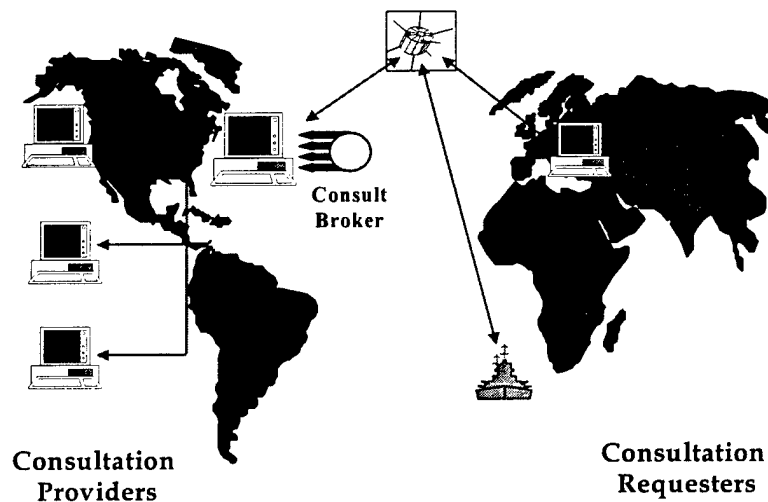 Consult
Broker
Consultation
Providers
Consultation
Requesters